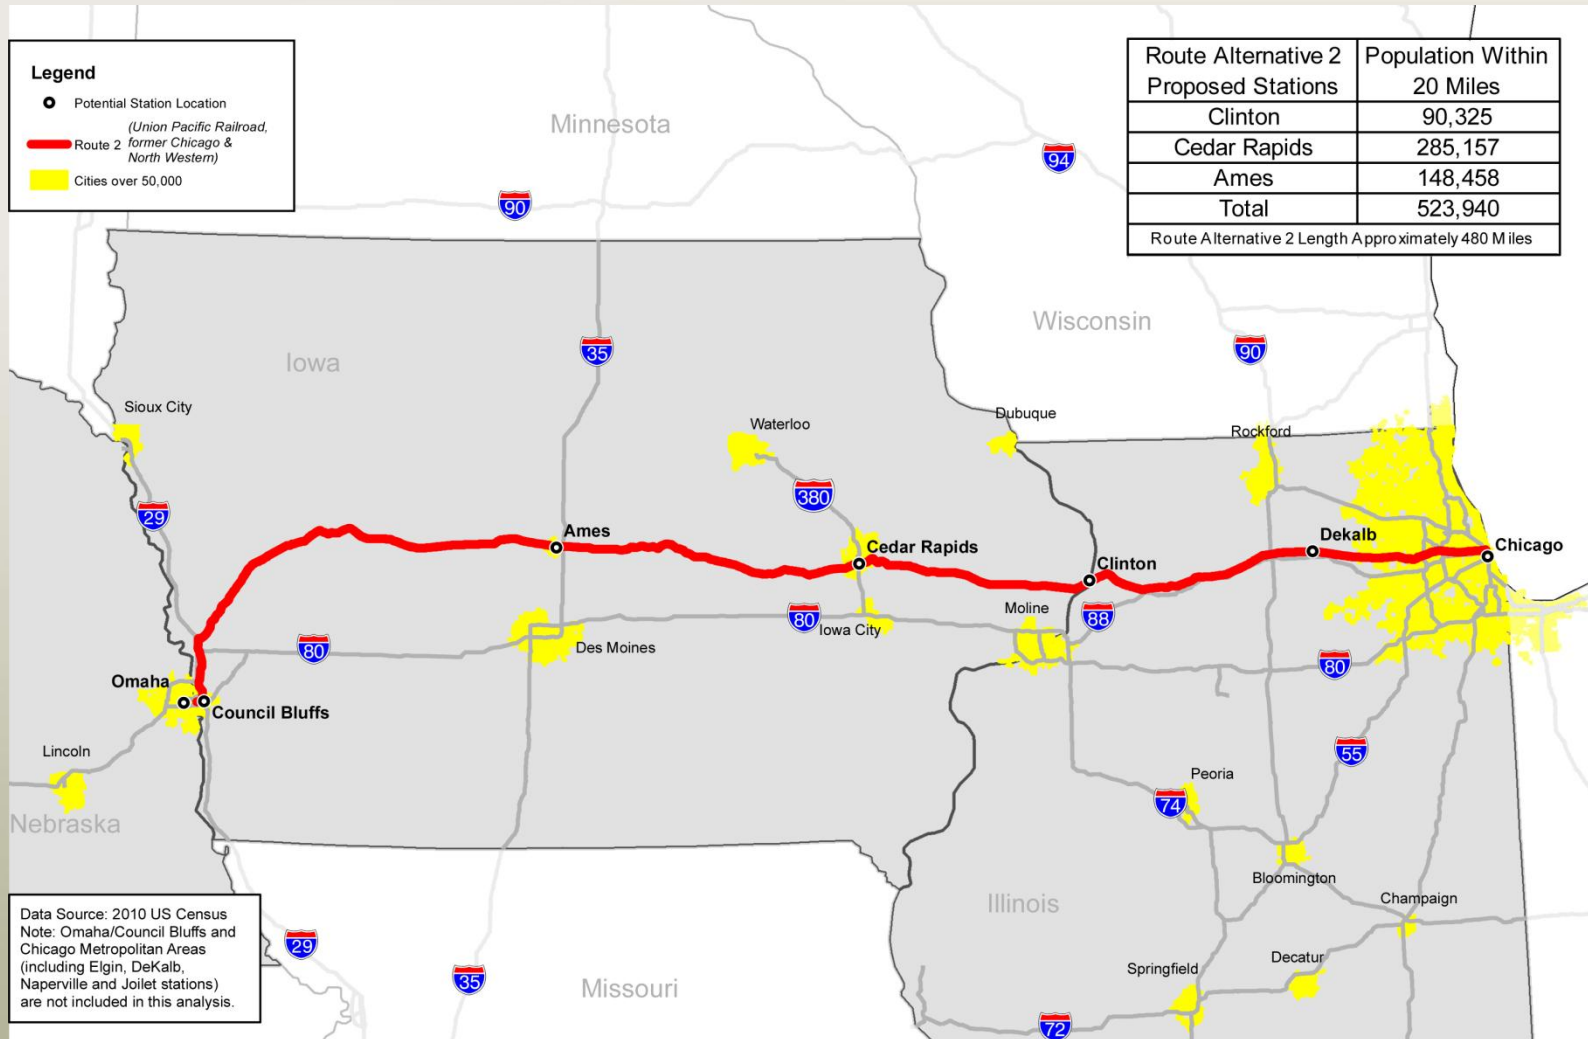 Legend
Potential Station Location
Route 2 (Union Pacific Railroad,
former Chicago &
North Western)
Cities over 50,000
Route Alternative 2 Proposed Stations | Population Within 20 Miles
Clinton 90,325
Cedar Rapids 285,157
Ames 148,458
Total 523,940
Route Alternative 2 Length Approximately 480 Miles
Minnesota
94
90
Wisconsin
35
90
Iowa
Sioux City
Waterloo
Dubuque
Rockford
29
380
Ames
Cedar Rapids
Clinton
Dekalb
Chicago
80
Des Moines
80
Iowa City
Moline
88
80
Omaha
Council Bluffs
Lincoln
55
Peoria
74
Nebraska
Bloomington
Champaign
Illinois
Data Source: 2010 US Census
Note: Omaha/Council Bluffs and
Chicago Metropolitan Areas
(including Elgin, DeKalb,
Naperville and Joilet stations)
are not included in this analysis.
29
35
Missouri
Springfield
Decatur
72